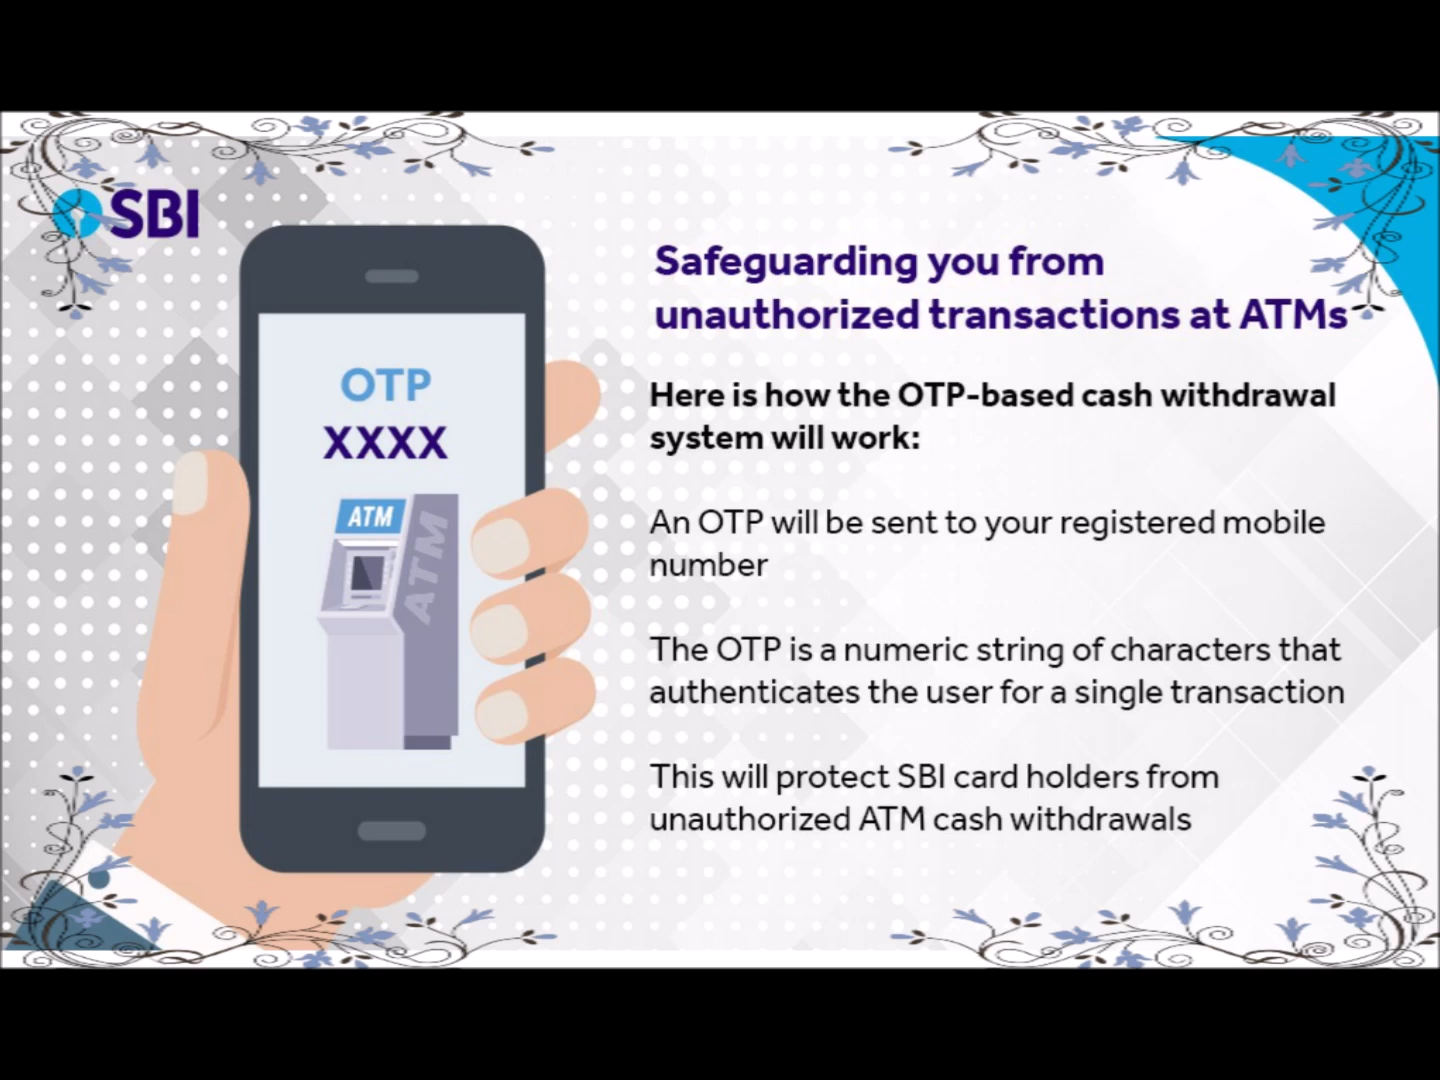 SBI
Safeguarding you from
unauthorized transactions at ATMs
OTP
XXXX
ATM
ATM
Here is how the OTP-based cash withdrawal
system will work:
An OTP will be sent to your registered mobile
number
The OTP is a numeric string of characters that
authenticates the user for a single transaction
This will protect SBI card holders from
unauthorized ATM cash withdrawals